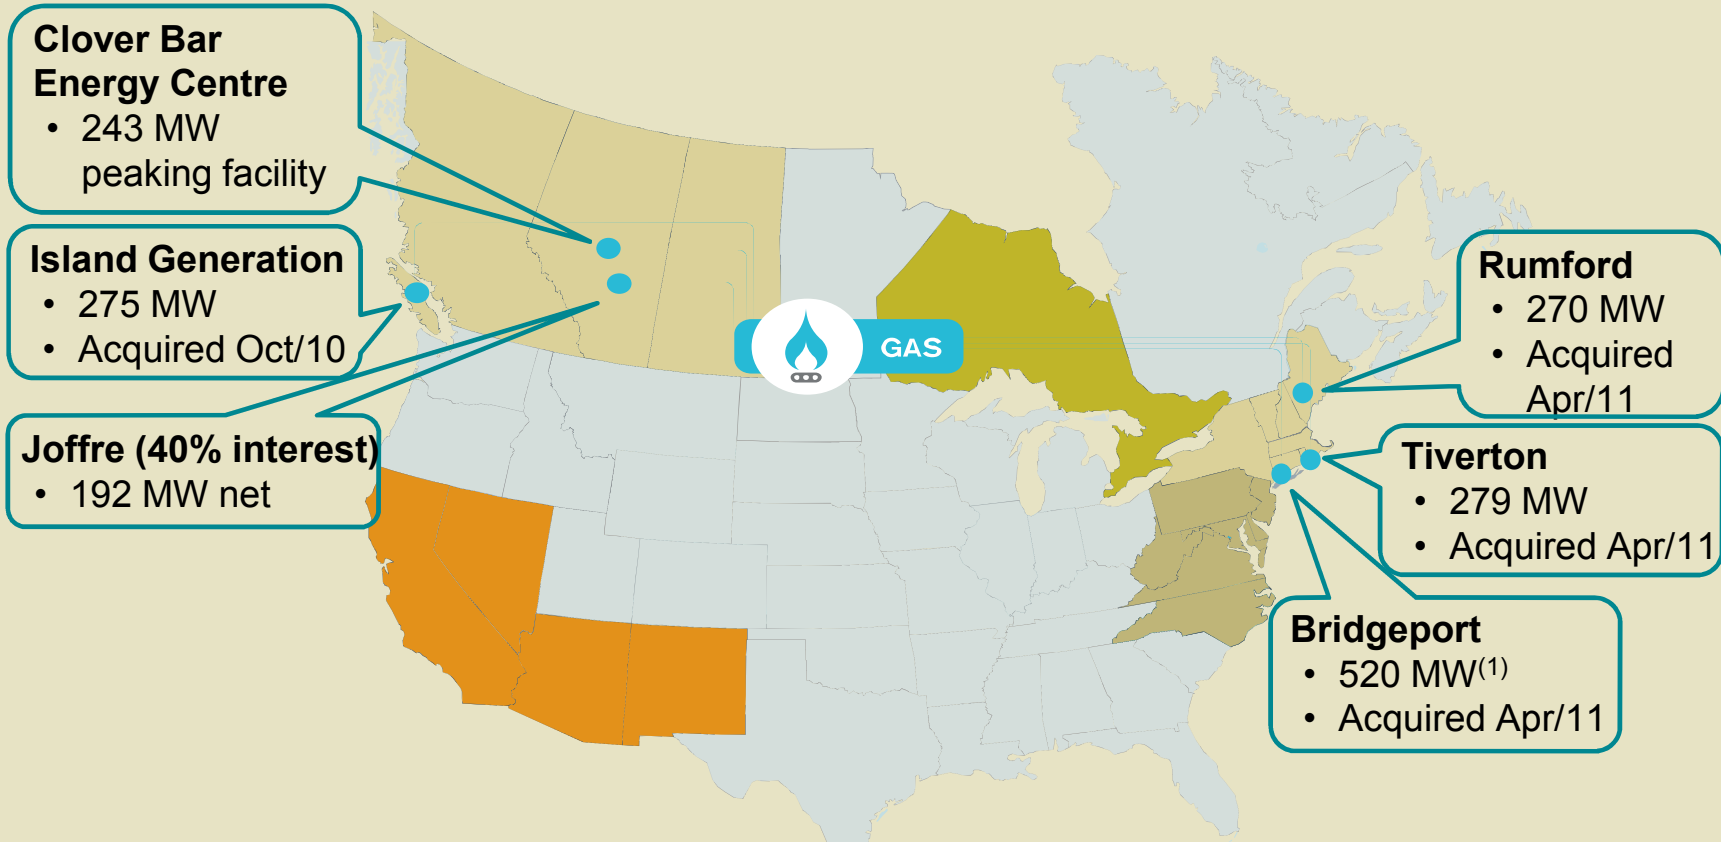 Clover Bar
Energy Centre
• 243 MW
peaking facility
Island Generation
• 275 MW
• Acquired Oct/10
Joffre (40% interest)
• 192 MW net
GAS
Rumford
• 270 MW
• Acquired
Apr/11
Tiverton
• 279 MW
• Acquired Apr/11
Bridgeport
• 520 MW(1)
• Acquired Apr/11